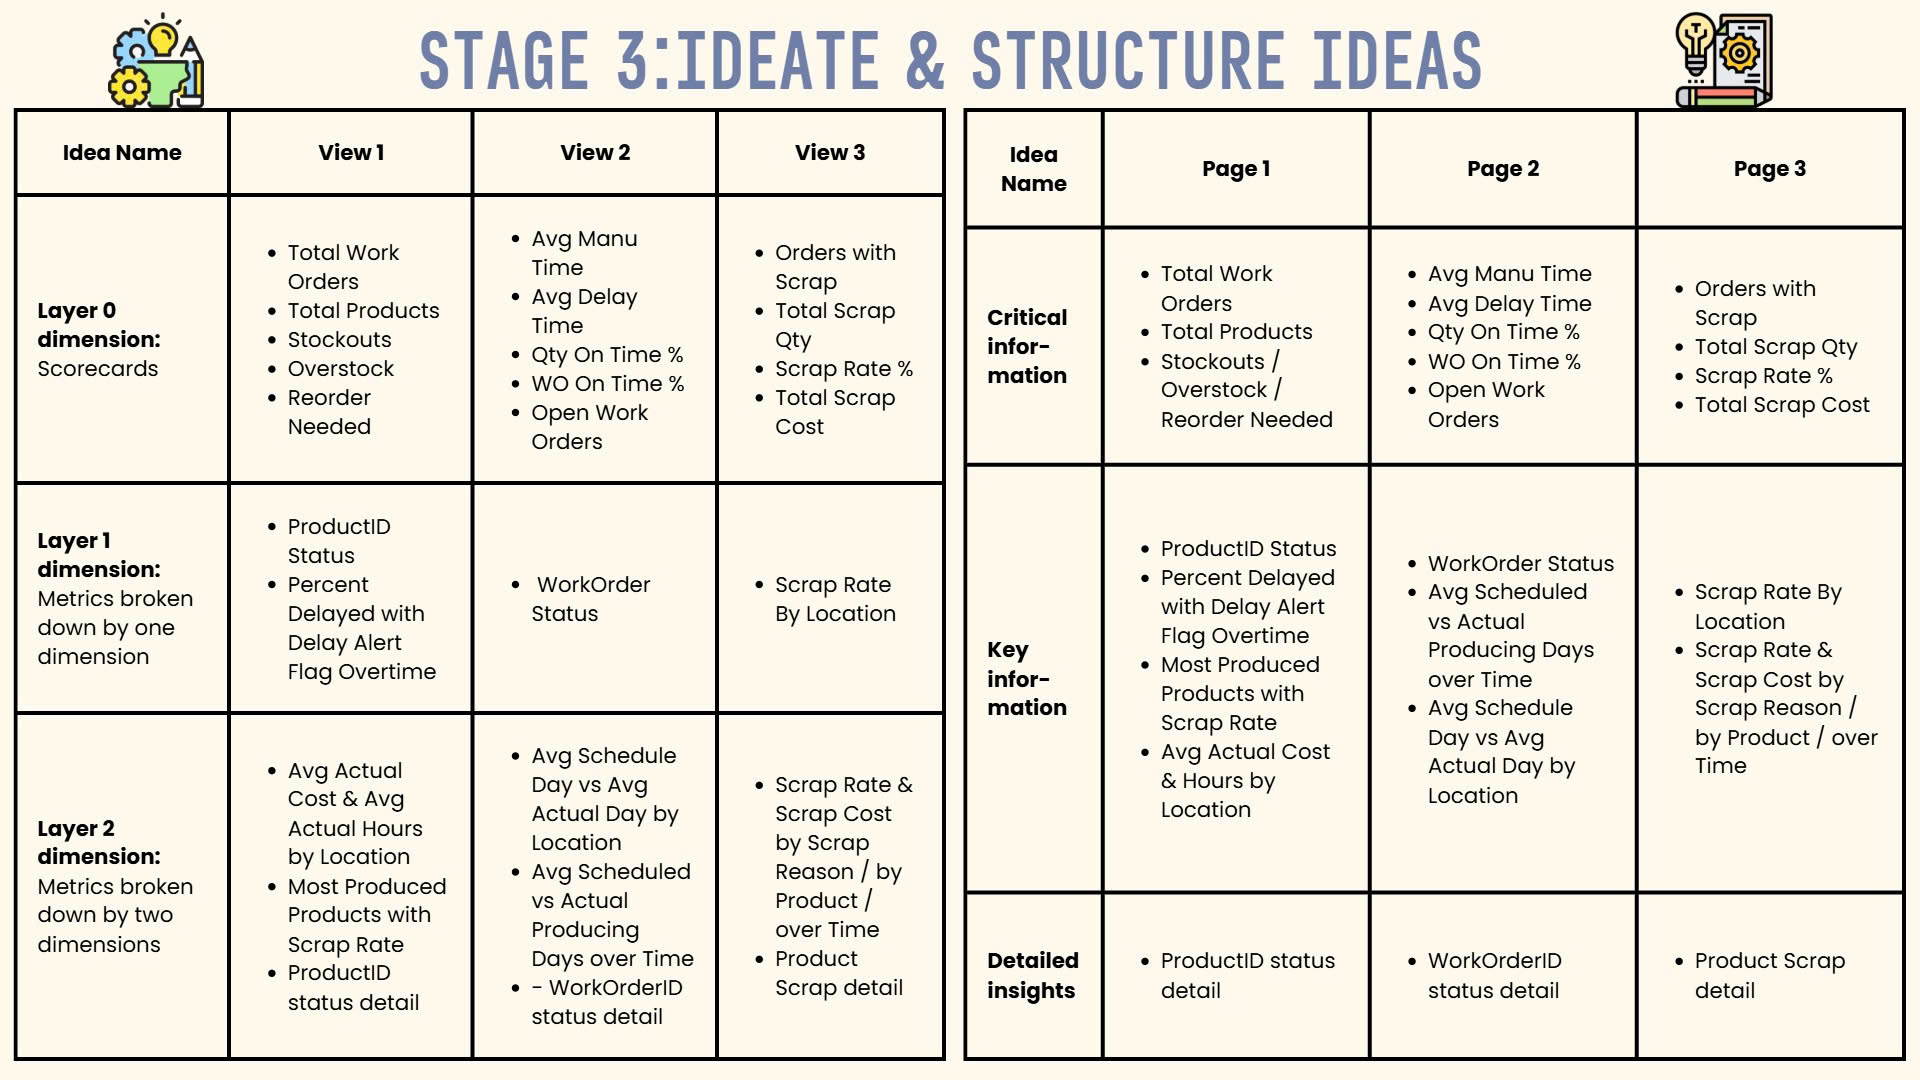 STAGE 3:IDEATE & STRUCTURE IDEAS
Idea Name
View 1
View 2
View 3
Layer 0
dimension:
Scorecards
• Total Work
Orders
• Total Products
• Stockouts
• Overstock
• Reorder
Needed
• Avg Manu
Time
• Avg Delay
Time
• Qty On Time %
• WO On Time %
• Open Work
Orders
• Orders with
Scrap
• Total Scrap
Qty
• Scrap Rate %
• Total Scrap
Cost
Layer 1
dimension:
Metrics broken
down by one
dimension
• ProductID
Status
• Percent
Delayed with
Delay Alert
Flag Overtime
• WorkOrder
Status
• Scrap Rate
By Location
Layer 2
dimension:
Metrics broken
down by two
dimensions
• Avg Actual
Cost & Avg
Actual Hours
by Location
• Most Produced
Products with
Scrap Rate
• ProductID
status detail
• Avg Schedule
Day vs Avg
Actual Day by
Location
• Avg Scheduled
vs Actual
Producing
Days over Time
• - WorkOrderID
status detail
• Scrap Rate &
Scrap Cost
by Scrap
Reason / by
Product /
over Time
• Product
Scrap detail
Idea
Name
Page 1
Page 2
Page 3
Critical
infor-
mation
• Total Work
Orders
• Total Products
• Stockouts /
Overstock /
Reorder Needed
• Avg Manu Time
• Avg Delay Time
• Qty On Time %
• WO On Time %
• Open Work
Orders
• Orders with
Scrap
• Total Scrap Qty
• Scrap Rate %
• Total Scrap Cost
Key
infor-
mation
• ProductID Status
• Percent Delayed
with Delay Alert
Flag Overtime
• Most Produced
Products with
Scrap Rate
• Avg Actual Cost
& Hours by
Location
• WorkOrder Status
• Avg Scheduled
vs Actual
Producing Days
over Time
• Avg Schedule
Day vs Avg
Actual Day by
Location
• Scrap Rate By
Location
• Scrap Rate &
Scrap Cost by
Scrap Reason /
by Product / over
Time
Detailed
insights
• ProductID status
detail
• WorkOrderID
status detail
• Product Scrap
detail